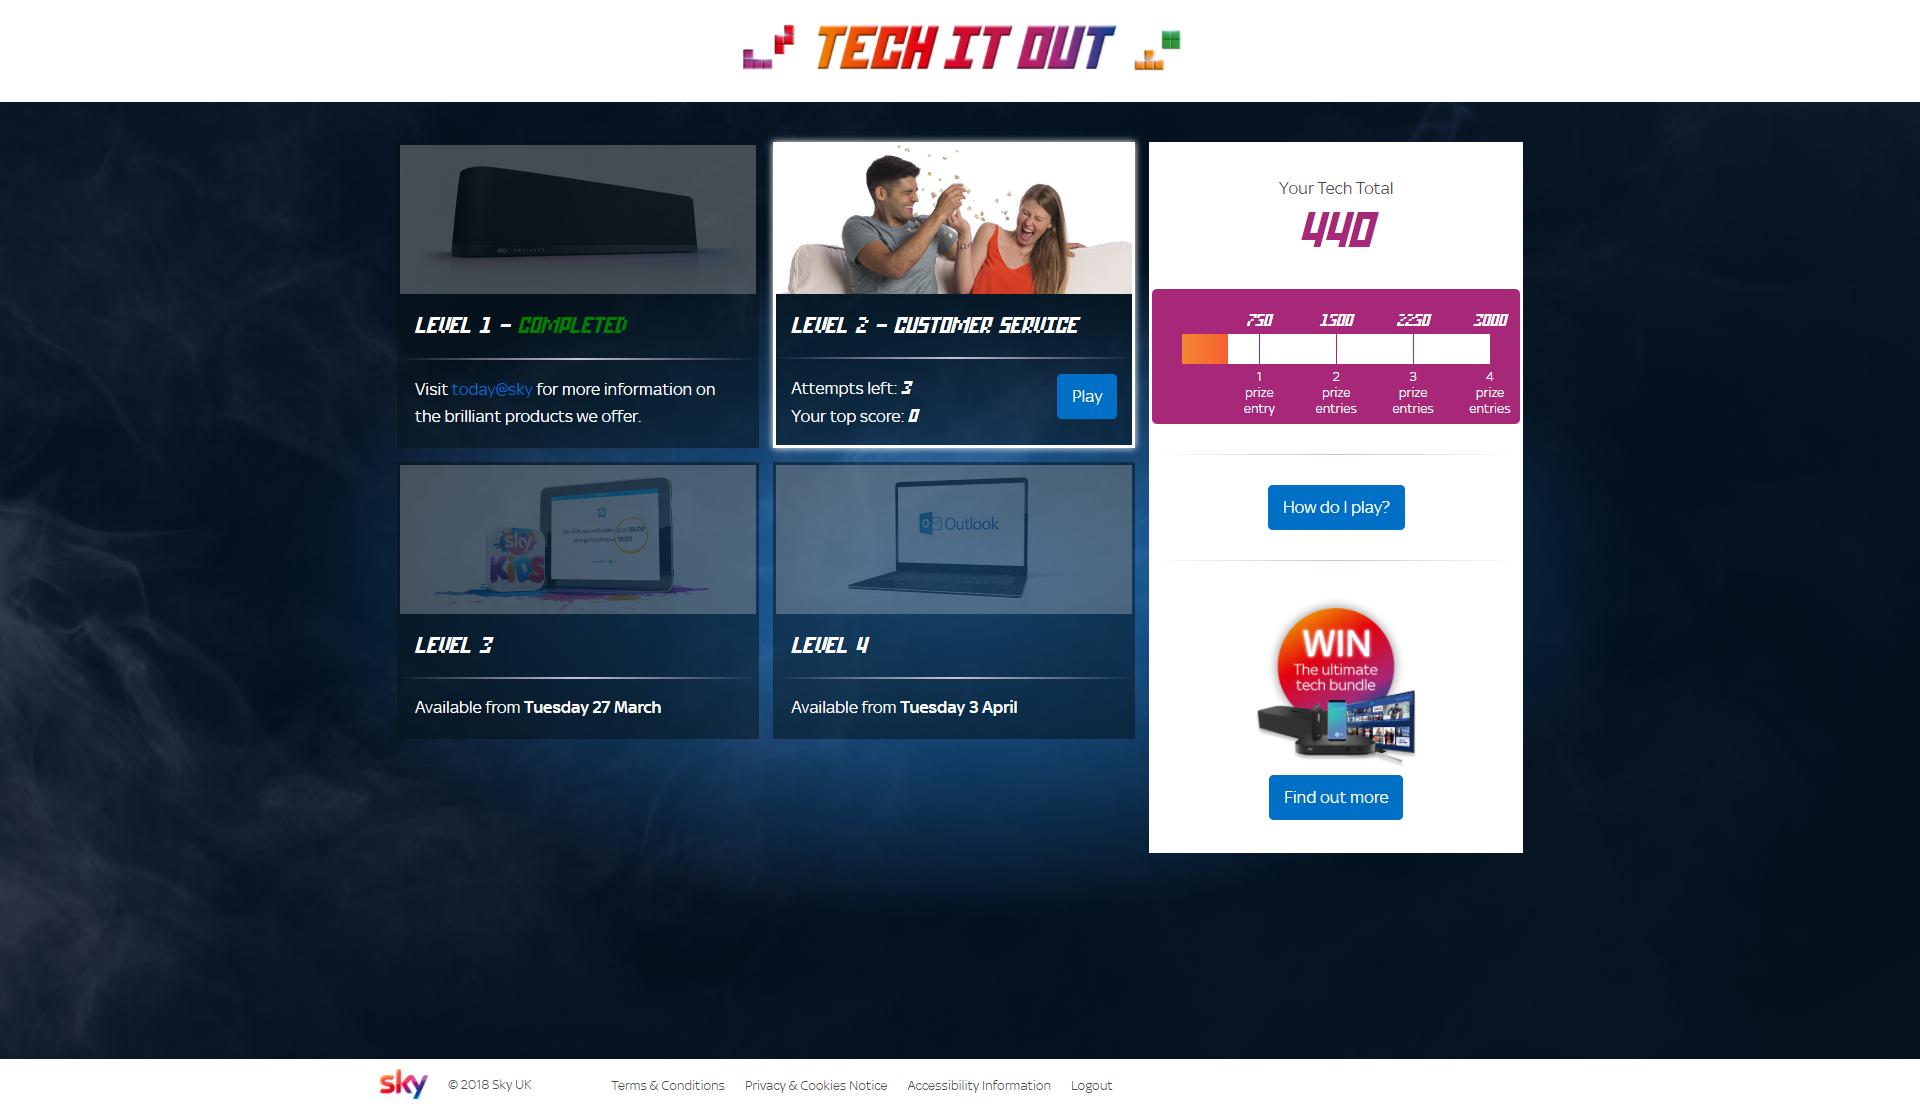 TECH IT OUT
LEVEL 1 - COMPLETED
Visit today@sky for more information on
the brilliant products we offer.
LEVEL 2 - CUSTOMER SERVICE
Attempts left: 3
Your top score: 0
Play
Sky Kids
Outlook
LEVEL 3
Available from Tuesday 27 March
LEVEL 4
Available from Tuesday 3 April
Your Tech Total
440
750 1500 2250 3000
1 2 3 4
prize prize prize prize
entry entries entries entries
How do I play?
WIN
The ultimate
tech bundle
Find out more
sky © 2018 Sky UK Terms & Conditions Privacy & Cookies Notice Accessibility Information Logout